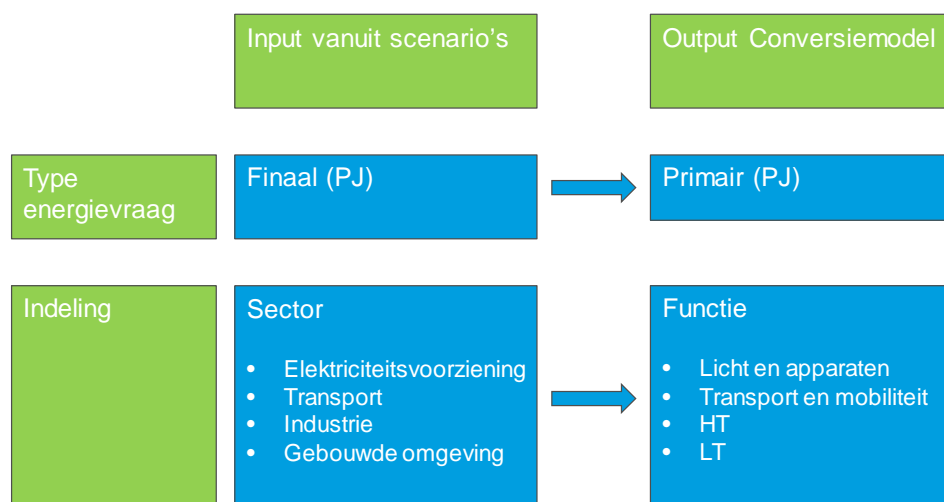 Input vanuit scenario's
Output Conversiemodel
Type
energievraag
Finaal (PJ)
Primair (PJ)
Indeling
Sector
• Elektriciteitsvoorziening
• Transport
• Industrie
• Gebouwde omgeving
Functie
• Licht en apparaten
• Transport en mobiliteit
• HT
• LT